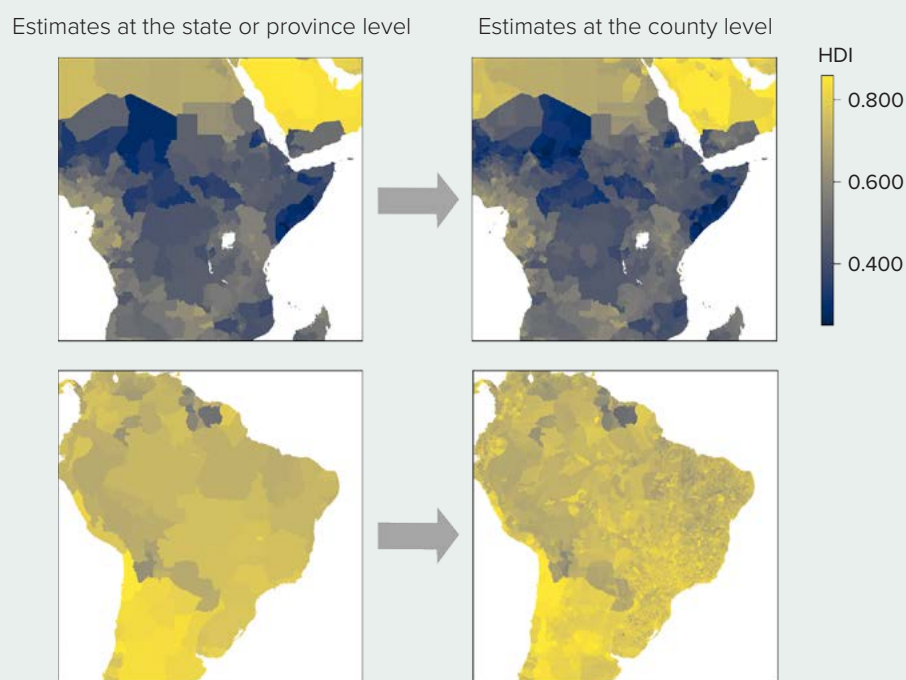 Estimates at the state or province level
Estimates at the county level
HDI
0.800
0.600
0.400